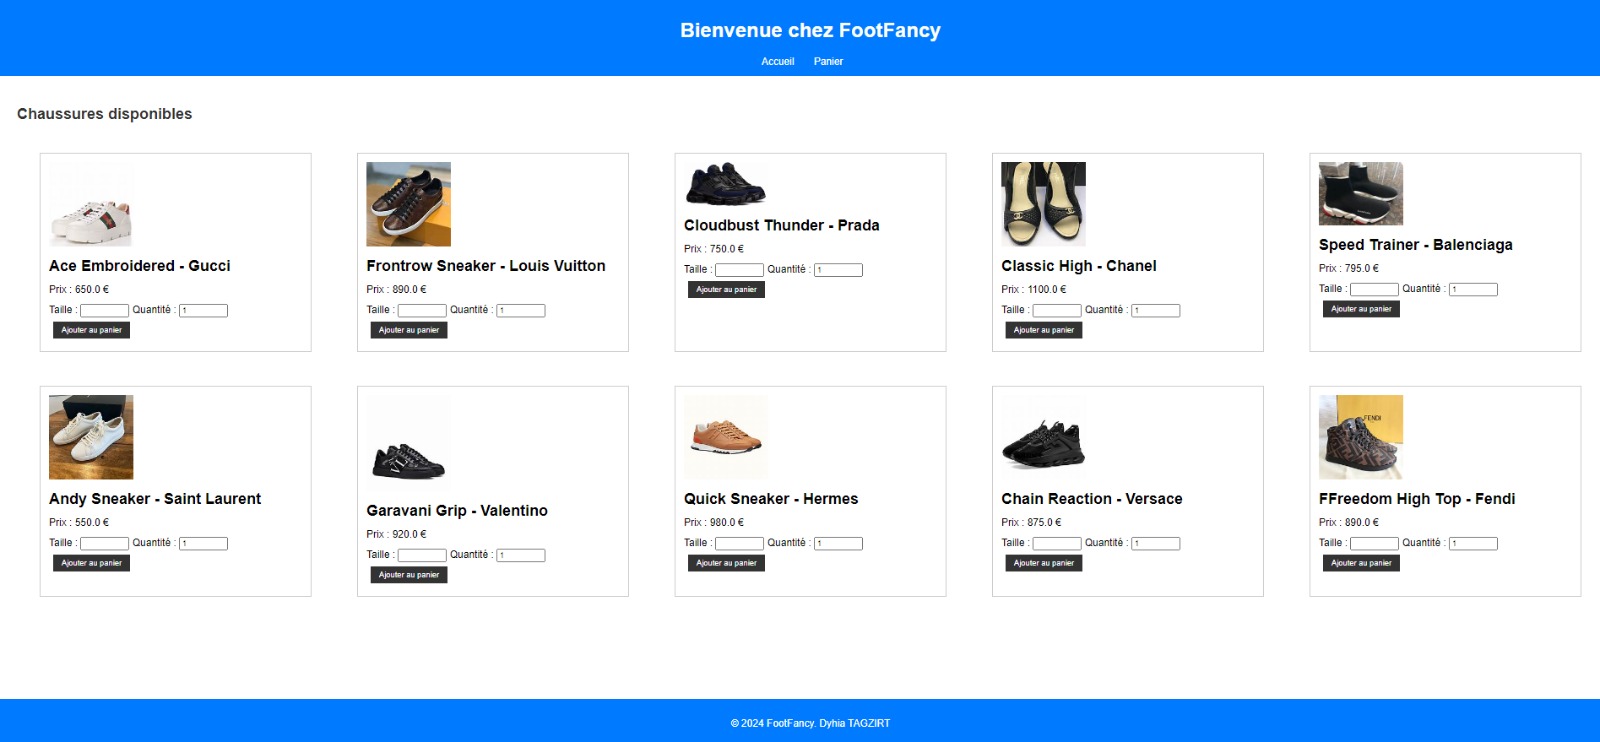 Bienvenue chez FootFancy
Accueil Panier
Chaussures disponibles
Ace Embroidered - Gucci
Prix : 650.0 €
Taille : Quantité : 1
Ajouter au panier
Frontrow Sneaker - Louis Vuitton
Prix : 890.0 €
Taille : Quantité : 1
Ajouter au panier
Cloudbust Thunder - Prada
Prix : 750.0 €
Taille : Quantité : 1
Ajouter au panier
Classic High - Chanel
Prix : 1100.0 €
Taille : Quantité : 1
Ajouter au panier
Speed Trainer - Balenciaga
Prix : 795.0 €
Taille : Quantité : 1
Ajouter au panier
Andy Sneaker - Saint Laurent
Prix : 550.0 €
Taille : Quantité : 1
Ajouter au panier
Garavani Grip - Valentino
Prix : 920.0 €
Taille : Quantité : 1
Ajouter au panier
Quick Sneaker - Hermes
Prix : 980.0 €
Taille : Quantité : 1
Ajouter au panier
Chain Reaction - Versace
Prix : 875.0 €
Taille : Quantité : 1
Ajouter au panier
FENDI
FFreedom High Top - Fendi
Prix : 890.0 €
Taille : Quantité : 1
Ajouter au panier
© 2024 FootFancy. Dyhia TAGZIRT